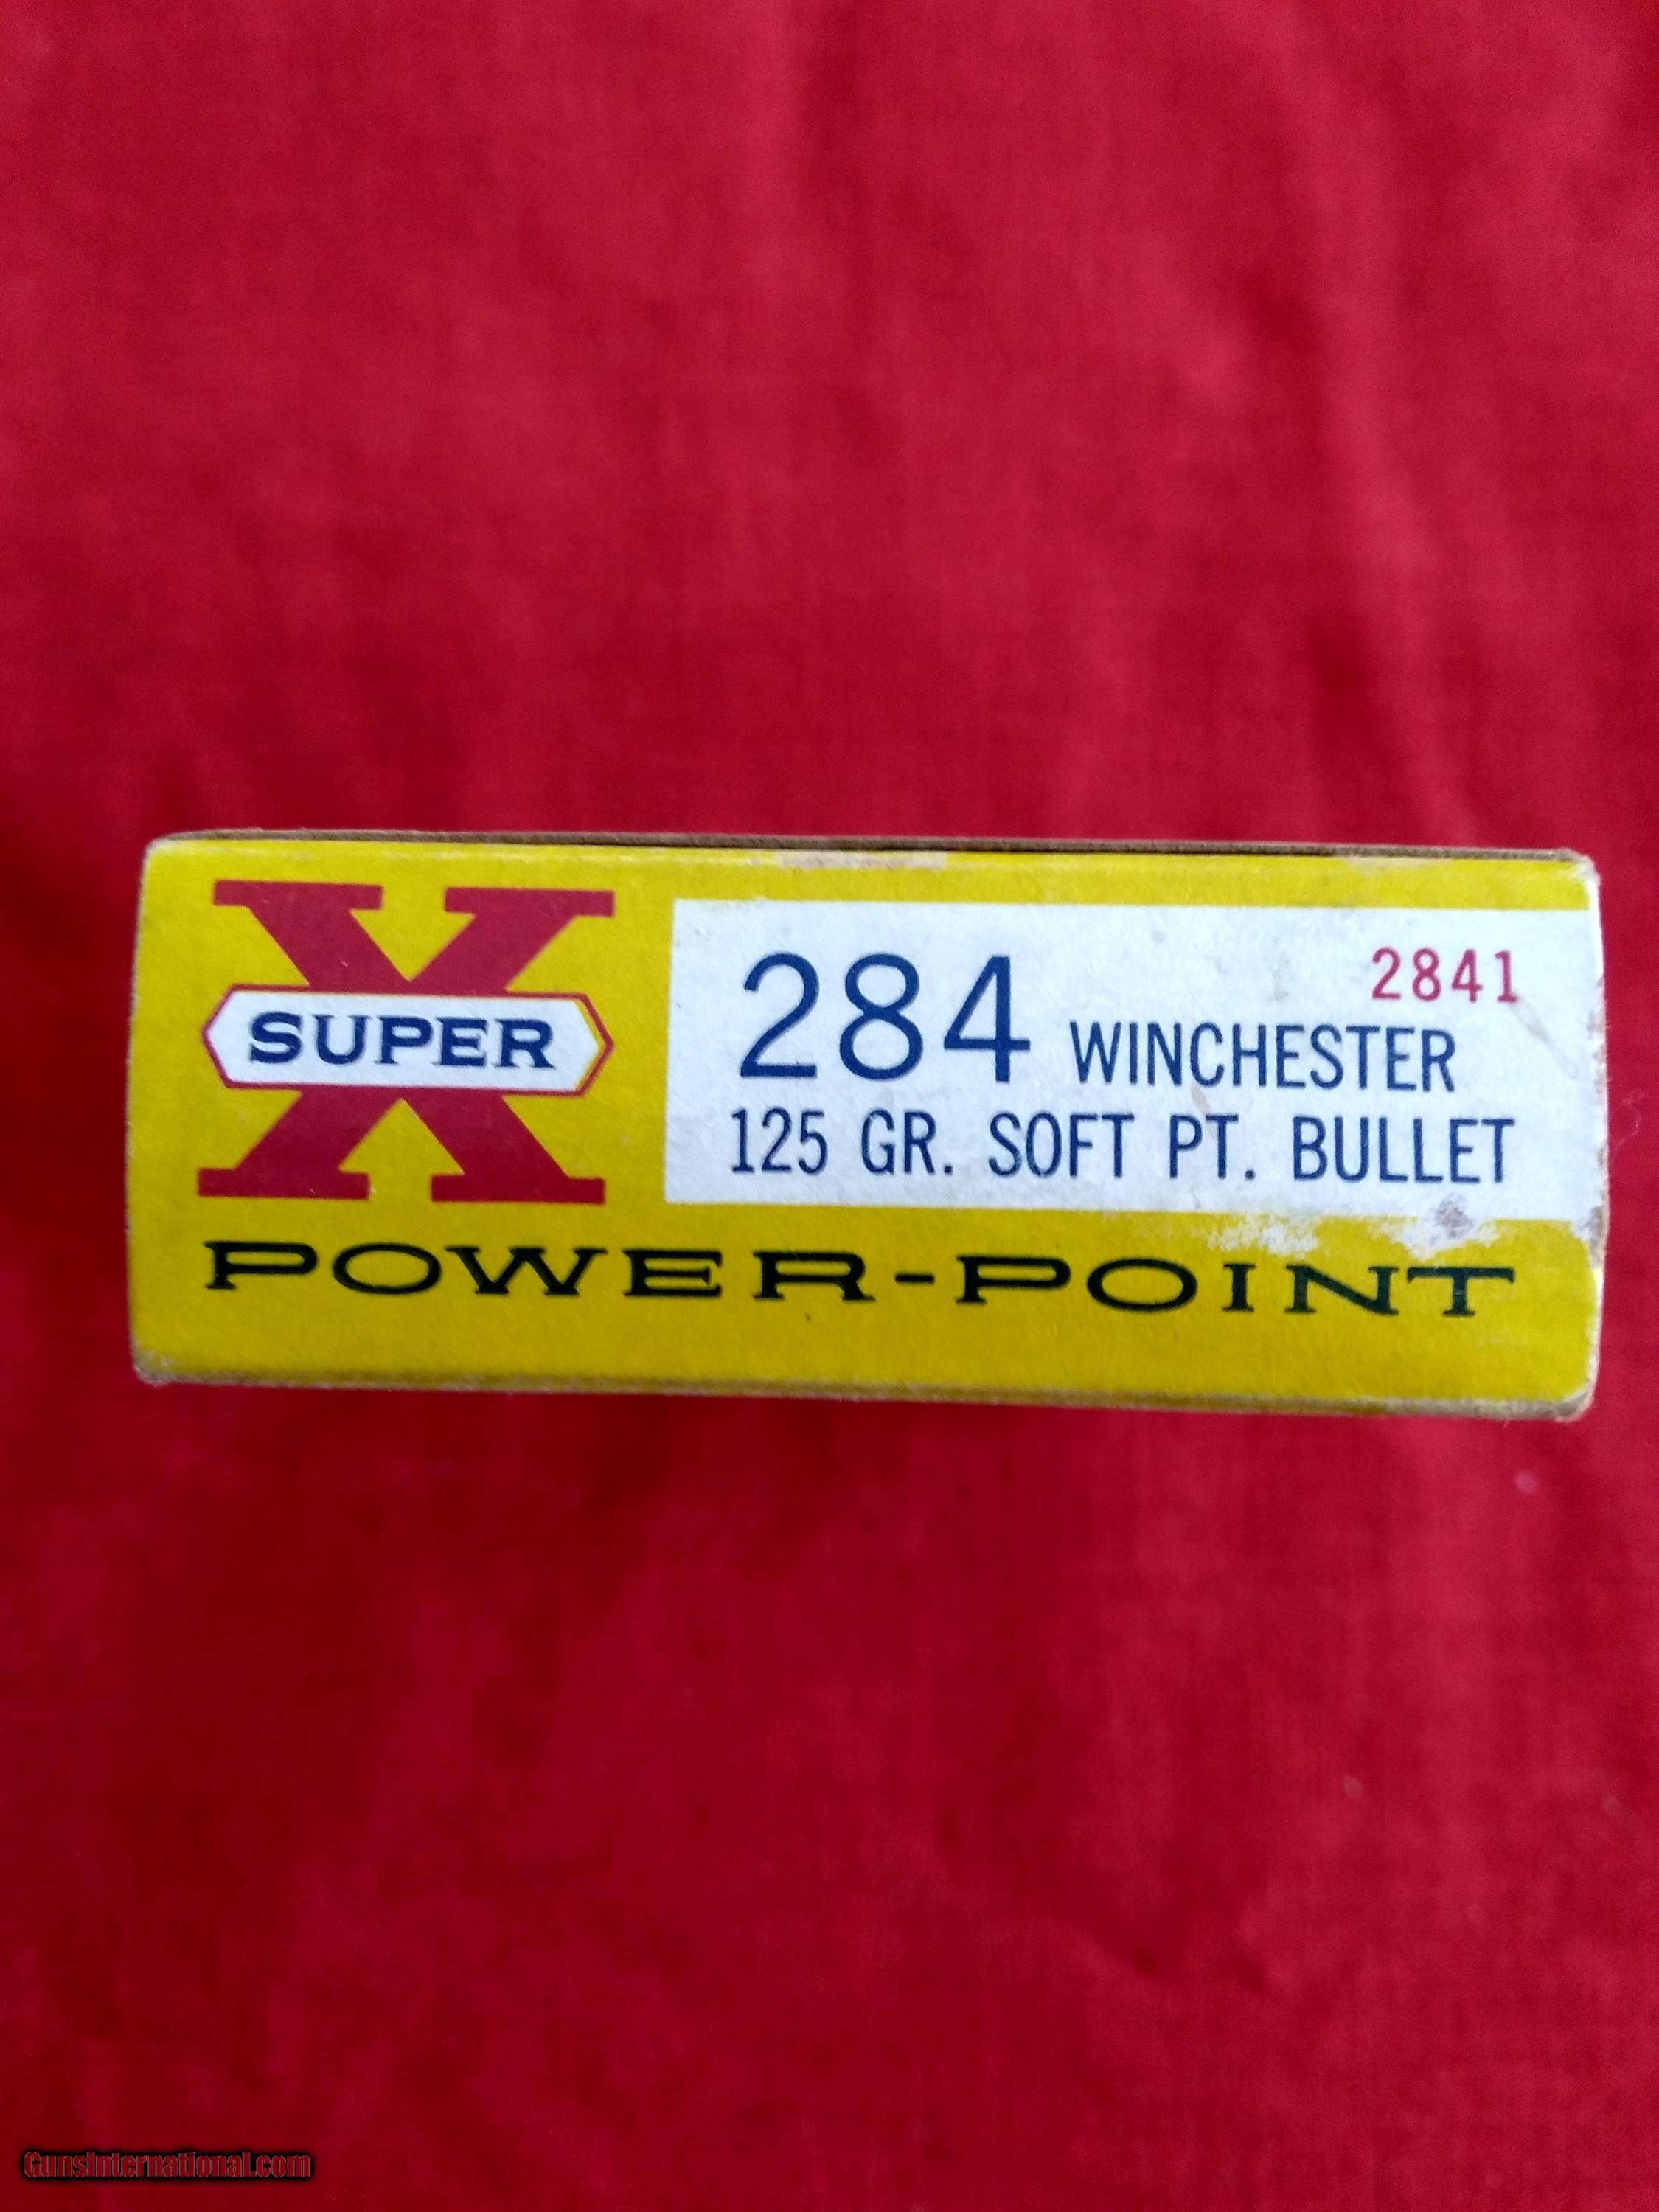 X
SUPER
2841
284 WINCHESTER
125 GR. SOFT PT. BULLET
POWER-POINT
GunsInternational.com